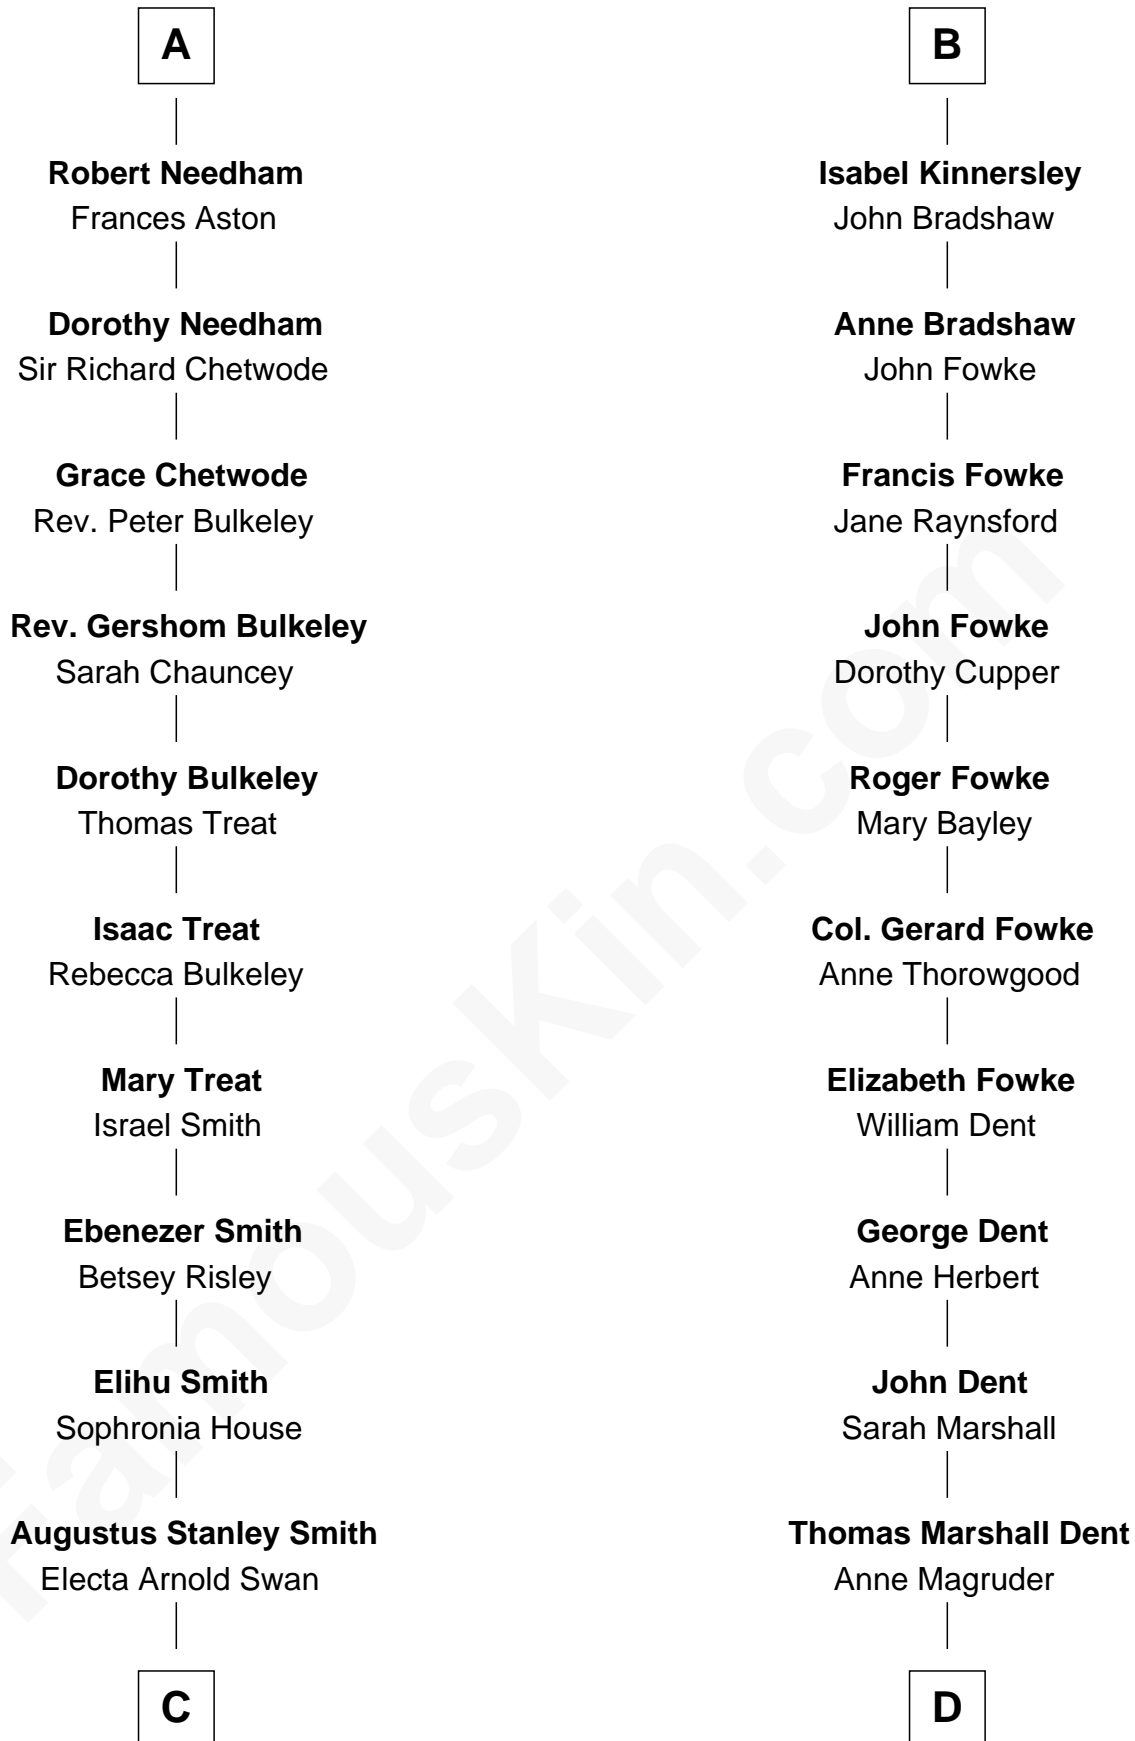 A
Robert Needham
Frances Aston
Dorothy Needham
Sir Richard Chetwode
Grace Chetwode
Rev. Peter Bulkeley
Rev. Gershom Bulkeley
Sarah Chauncey
Dorothy Bulkeley
Thomas Treat
Isaac Treat
Rebecca Bulkeley
Mary Treat
Israel Smith
Ebenezer Smith
Betsey Risley
Elihu Smith
Sophronia House
Augustus Stanley Smith
Electa Arnold Swan
C
B
Isabel Kinnersley
John Bradshaw
Anne Bradshaw
John Fowke
Francis Fowke
Jane Raynsford
John Fowke
Dorothy Cupper
Roger Fowke
Mary Bayley
Col. Gerard Fowke
Anne Thorowgood
Elizabeth Fowke
William Dent
George Dent
Anne Herbert
John Dent
Sarah Marshall
Thomas Marshall Dent
Anne Magruder
D
FamousKin.com